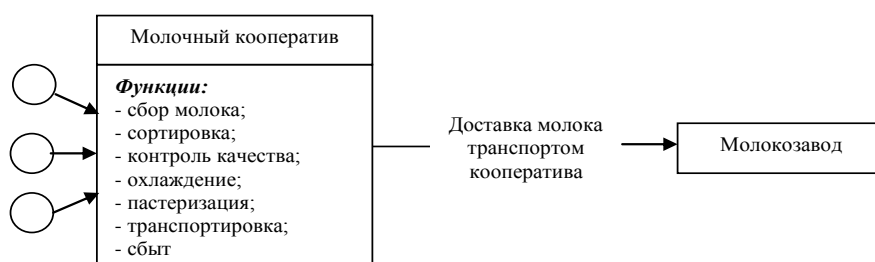 Молочный кооператив
Функции:
- сбор молока;
- сортировка;
- контроль качества;
- охлаждение;
- пастеризация;
- транспортировка;
- сбыт
Доставка молока
транспортом
кооператива
Молокозавод